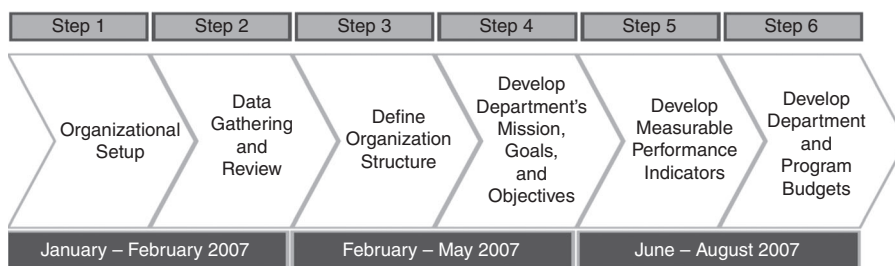 Step 1
Step 2
Step 3
Step 4
Step 5
Step 6
Organizational
Setup
Data
Gathering
and
Review
Define
Organization
Structure
Develop
Department’s
Mission,
Goals,
and
Objectives
Develop
Measurable
Performance
Indicators
Develop
Department
and
Program
Budgets
January – February 2007
February – May 2007
June – August 2007